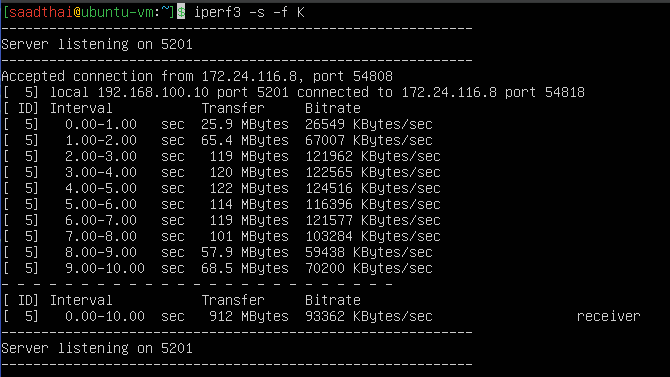 [saadthai@ubuntu-vm:~]$ iperf3 -s -f K
-----------------------------------------------------------
Server listening on 5201
-----------------------------------------------------------
Accepted connection from 172.24.116.8, port 54808
[  5] local 192.168.100.10 port 5201 connected to 172.24.116.8 port 54818
[ ID] Interval           Transfer     Bitrate
[  5]   0.00-1.00   sec  25.9 MBytes  26549 KBytes/sec
[  5]   1.00-2.00   sec  65.4 MBytes  67007 KBytes/sec
[  5]   2.00-3.00   sec   119 MBytes  121962 KBytes/sec
[  5]   3.00-4.00   sec   120 MBytes  122565 KBytes/sec
[  5]   4.00-5.00   sec   122 MBytes  124516 KBytes/sec
[  5]   5.00-6.00   sec   114 MBytes  116396 KBytes/sec
[  5]   6.00-7.00   sec   119 MBytes  121577 KBytes/sec
[  5]   7.00-8.00   sec   101 MBytes  103284 KBytes/sec
[  5]   8.00-9.00   sec  57.9 MBytes  59438 KBytes/sec
[  5]   9.00-10.00  sec  68.5 MBytes  70200 KBytes/sec
- - - - - - - - - - - - - - - - - - - - - - - - -
[ ID] Interval           Transfer     Bitrate
[  5]   0.00-10.00  sec   912 MBytes  93362 KBytes/sec                  receiver
-----------------------------------------------------------
Server listening on 5201
-----------------------------------------------------------